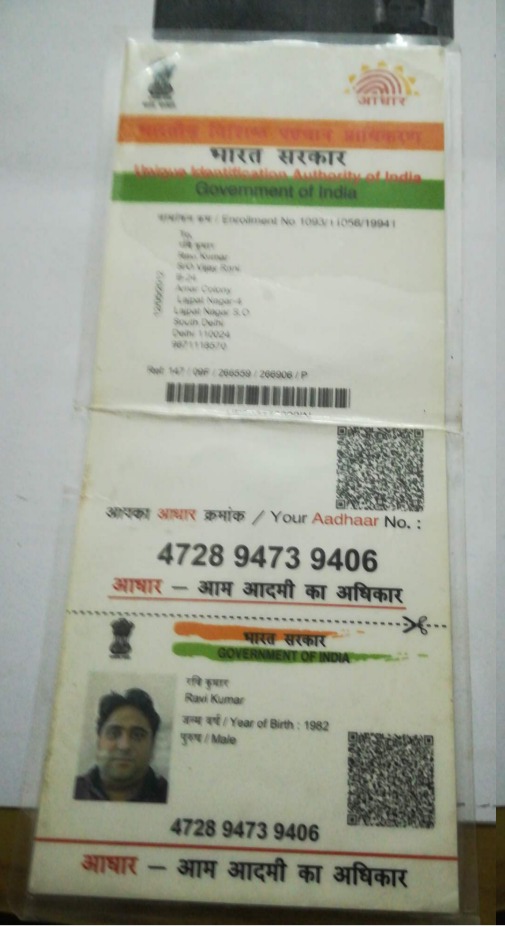 आधार
भारतीय विशिष्ट पहचान प्राधिकरण
भारत सरकार
Unique Identification Authority of India
Government of India
नामांकन क्रम / Enrollment No 1093/11056/19941
To,
रवि कुमार
Ravi Kumar
S/O Vijay
Amar Colony
Lajpat Nagar-4
Lajpat Nagar S.O
South Delhi
Delhi 110024
9871118570
Ref: 147 / 09F / 266559 / 266906 / P
आपका आधार क्रमांक / Your Aadhaar No. :
4728 9473 9406
आधार — आम आदमी का अधिकार
भारत सरकार
GOVERNMENT OF INDIA
रवि कुमार
Ravi Kumar
जन्म वर्ष / Year of Birth : 1982
पुरुष / Male
4728 9473 9406
आधार — आम आदमी का अधिकार